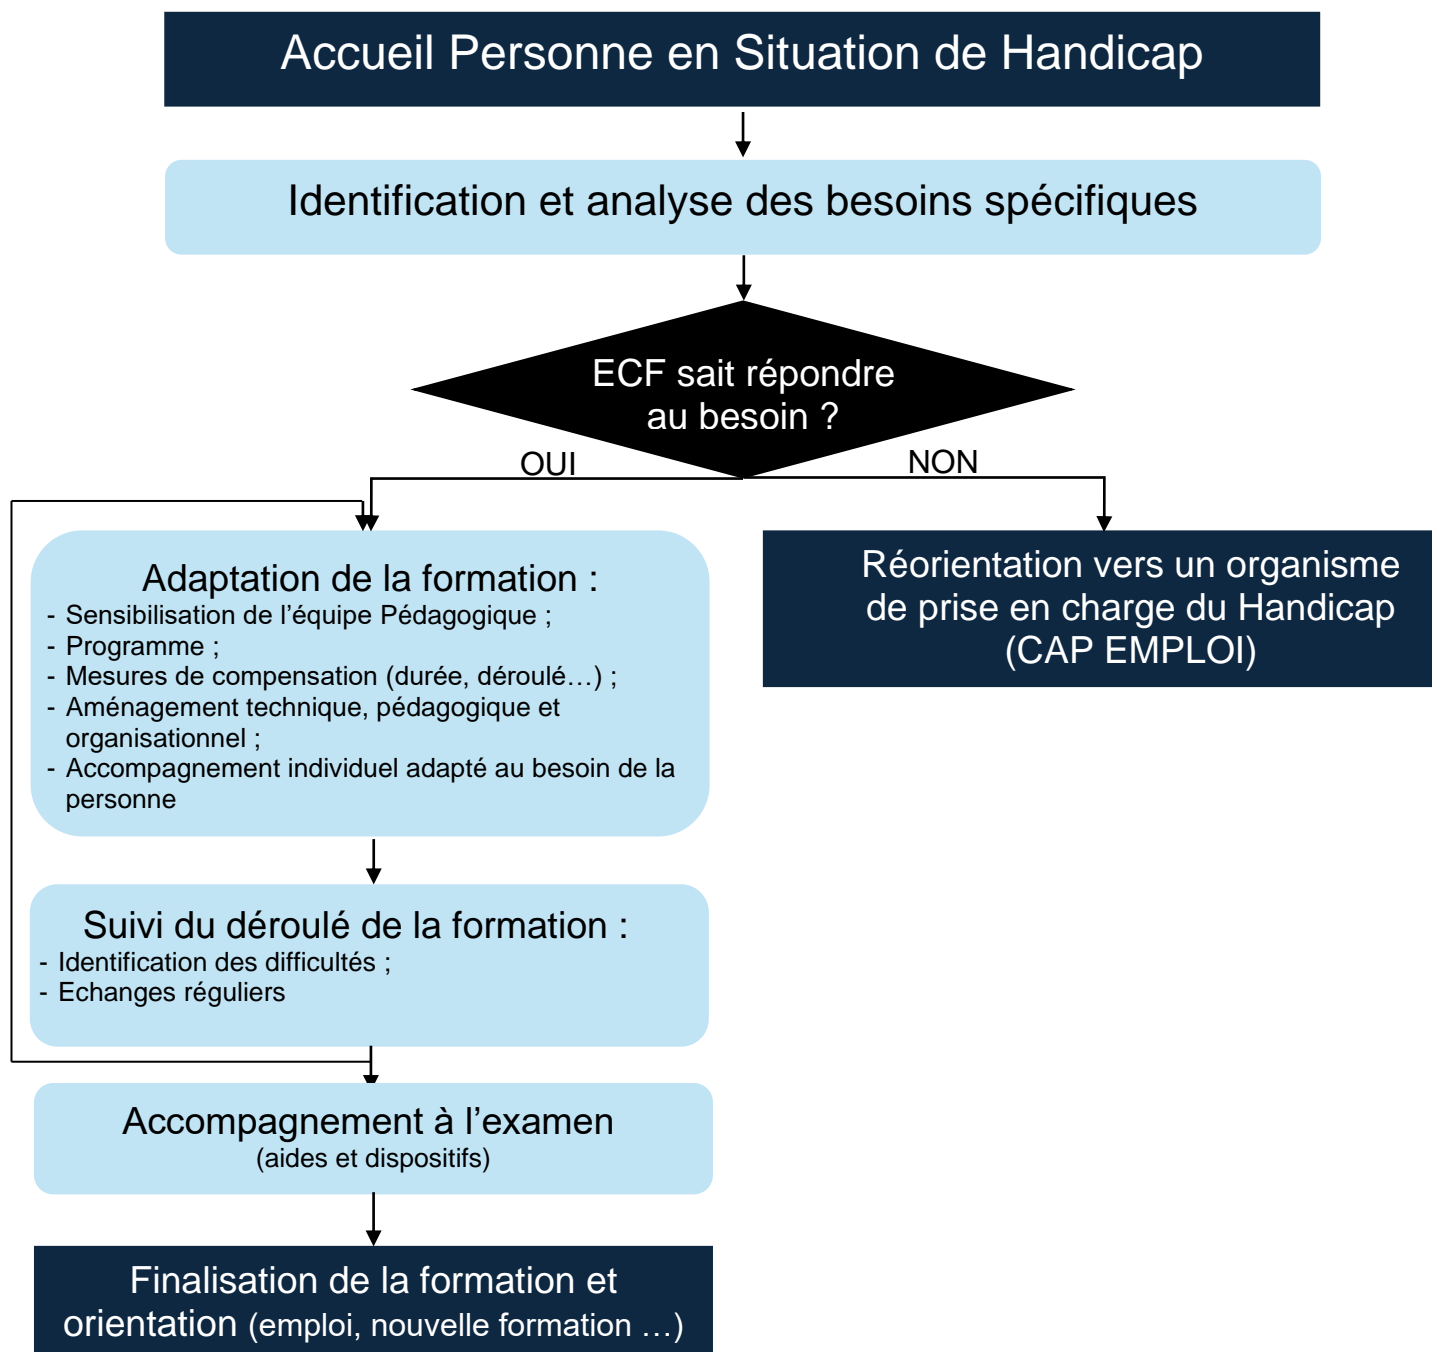 Accueil Personne en Situation de Handicap
Identification et analyse des besoins spécifiques
ECF sait répondre
au besoin ?
OUI
NON
Adaptation de la formation :
- Sensibilisation de l’équipe Pédagogique ;
- Programme ;
- Mesures de compensation (durée, déroulé…) ;
- Aménagement technique, pédagogique et
organisationnel ;
- Accompagnement individuel adapté au besoin de la
personne
Réorientation vers un organisme
de prise en charge du Handicap
(CAP EMPLOI)
Suivi du déroulé de la formation :
- Identification des difficultés ;
- Echanges réguliers
Accompagnement à l’examen
(aides et dispositifs)
Finalisation de la formation et
orientation (emploi, nouvelle formation …)